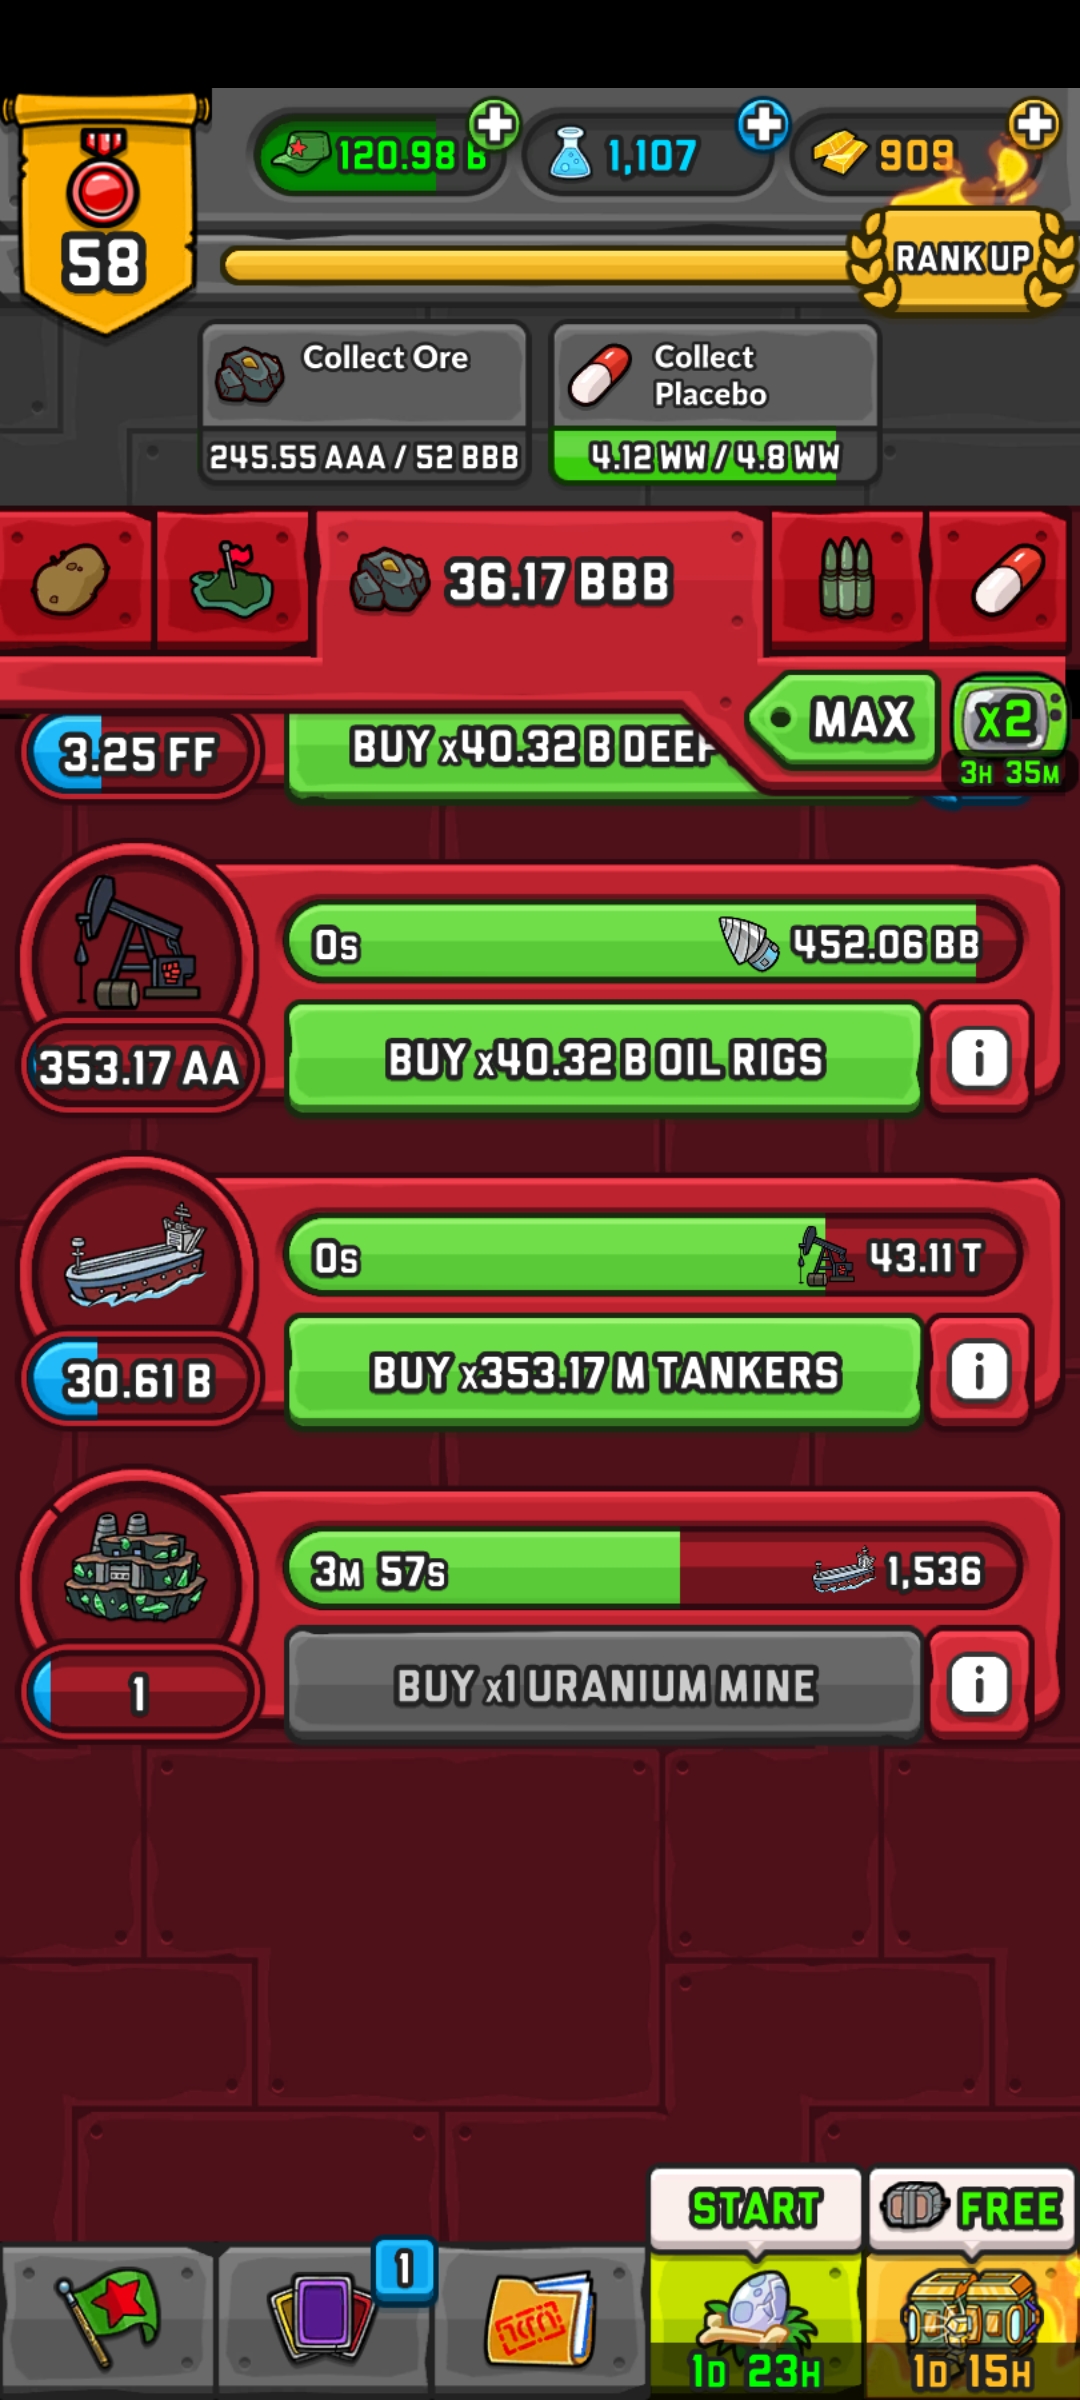 120.98 B
1,107
909
58
RANK UP
Collect Ore
Collect
Placebo
245.55 AAA / 52 BBB
4.12 WW / 4.8 WW
36.17 BBB
MAX
x2
3H 35M
3.25 FF
BUY x40.32 B DEEP
0s
452.06 BB
353.17 AA
BUY x40.32 B OIL RIGS
i
0s
43.11 T
30.61 B
BUY x353.17 M TANKERS
i
3M 57s
1,536
1
BUY x1 URANIUM MINE
i
START
FREE
1
1D 23H
1D 15H